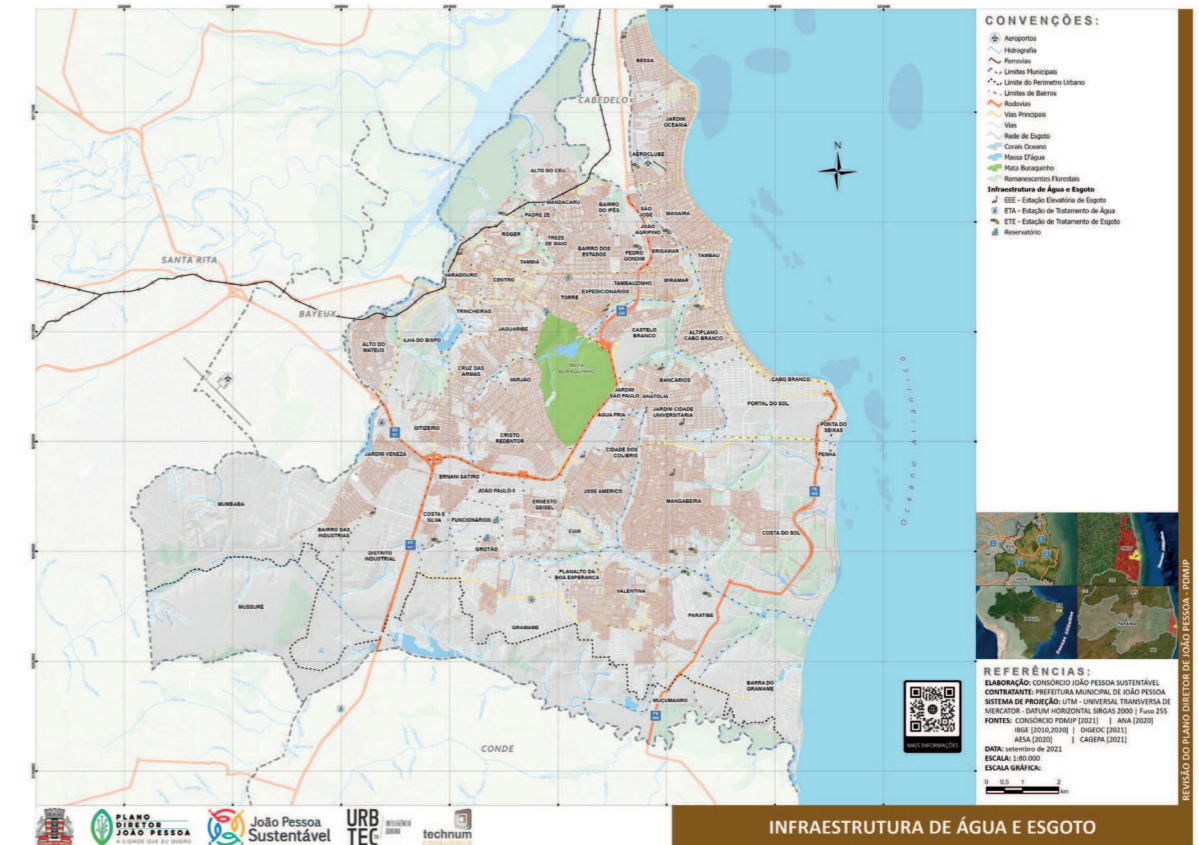 CONVENÇÕES:
Aeroportos
Hidrografia
Ferrovias
Limites Municipais
Limite do Perímetro Urbano
Limites de Bairros
Rodovias
Vias Principais
Vias
Rede de Esgoto
Corais Oceano
Massa D'água
Mata Buraquinho
Remanescentes Florestais
Infraestrutura de Água e Esgoto
EEE - Estação Elevatória de Esgoto
ETA - Estação de Tratamento de Água
ETE - Estação de Tratamento de Esgoto
Reservatório
N
CABEDELO
SANTA RITA
BAYEUX
CONDE
Oceano Atlântico
BESSA
JARDIM
OCEANIA
AEROCLUBE
ALTO DO CÉU
MANDACARU
PADRE ZÉ
BAIRRO
DO IPÊS
SÃO
JOSÉ
MANAÍRA
JOÃO
AGRIPINO
ROGER
TREZE
DE MAIO
BAIRRO DOS
ESTADOS
PEDRO
GONDIM
BRISAMAR
TAMBAU
TAMBIÁ
VARADOURO
CENTRO
TAMBAUZINHO
MIRAMAR
EXPEDICIONÁRIOS
TORRE
TRINCHEIRAS
JAGUARIBE
CASTELO
BRANCO
ALTIPLANO
CABO BRANCO
ALTO DO
MATEUS
ILHA DO BISPO
CRUZ DAS
ARMAS
VARJÃO
MATA
BURAQUINHO
BANCÁRIOS
CABO BRANCO
JARDIM
SÃO PAULO
ANATOLIA
PORTAL DO SOL
ÁGUA FRIA
JARDIM CIDADE
UNIVERSITÁRIA
PONTA DO
SEIXAS
OITIZEIRO
CRISTO
REDENTOR
CIDADE DOS
COLIBRIS
PENHA
JARDIM VENEZA
ERNANI SÁTIRO
JOÃO PAULO II
JOSÉ AMÉRICO
MANGABEIRA
ERNESTO
GEISEL
MUMBABA
COSTA E
SILVA
FUNCIONÁRIOS
BAIRRO DAS
INDÚSTRIAS
CUIÁ
COSTA DO SOL
GROTÃO
DISTRITO
INDUSTRIAL
PLANALTO DA
BOA ESPERANÇA
VALENTINA
MUSSURÉ
PARATIBE
GRAMAME
BARRA DO
GRAMAME
MUÇUMAGRO
MAIS INFORMAÇÕES
REFERÊNCIAS:
ELABORAÇÃO: CONSÓRCIO JOÃO PESSOA SUSTENTÁVEL
CONTRATANTE: PREFEITURA MUNICIPAL DE JOÃO PESSOA
SISTEMA DE PROJEÇÃO: UTM - UNIVERSAL TRANSVERSA DE
MERCATOR - DATUM HORIZONTAL SIRGAS 2000 | Fuso 25S
FONTES: CONSÓRCIO PDMJP [2021] | ANA [2020]
IBGE [2010,2020] | DIGEOC [2021]
AESA [2020] | CAGEPA [2021]
DATA: setembro de 2021
ESCALA: 1:80.000
ESCALA GRÁFICA:
0 0,5 1 2
km
REVISÃO DO PLANO DIRETOR DE JOÃO PESSOA - PDMJP
PLANO
DIRETOR
JOÃO PESSOA
A CIDADE QUE EU QUERO
João Pessoa
Sustentável
URB
TEC
INTELIGÊNCIA
URBANA
technum
CONSULTORIA
INFRAESTRUTURA DE ÁGUA E ESGOTO